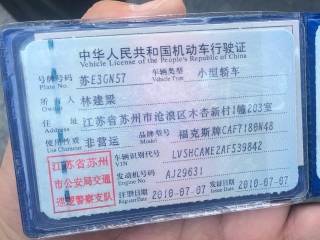 中华人民共和国机动车行驶证
Vehicle License of the People's Republic of China
号牌号码 Plate No. 苏E3GN57 车辆类型 Vehicle Type 小型轿车
所有人 Owner 林建梁
住址 Address 江苏省苏州市沧浪区木杏新村1幢203室
使用性质 Use Character 非营运 品牌型号 Model 福克斯牌CAF7180N48
江苏省苏州市公安局交通巡逻警察支队
车辆识别代号 VIN LVSHCAME2AF539842
发动机号码 Engine No. AJ29631
注册日期 Register Date 2010-07-07 发证日期 Issue Date 2010-07-07